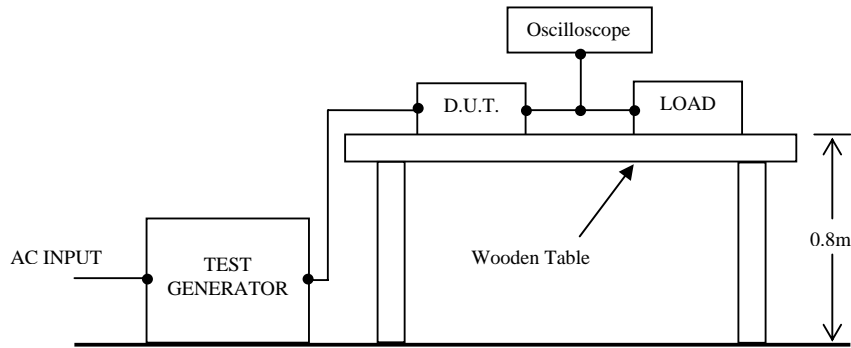 Oscilloscope
D.U.T.
LOAD
AC INPUT
TEST
GENERATOR
Wooden Table
0.8m